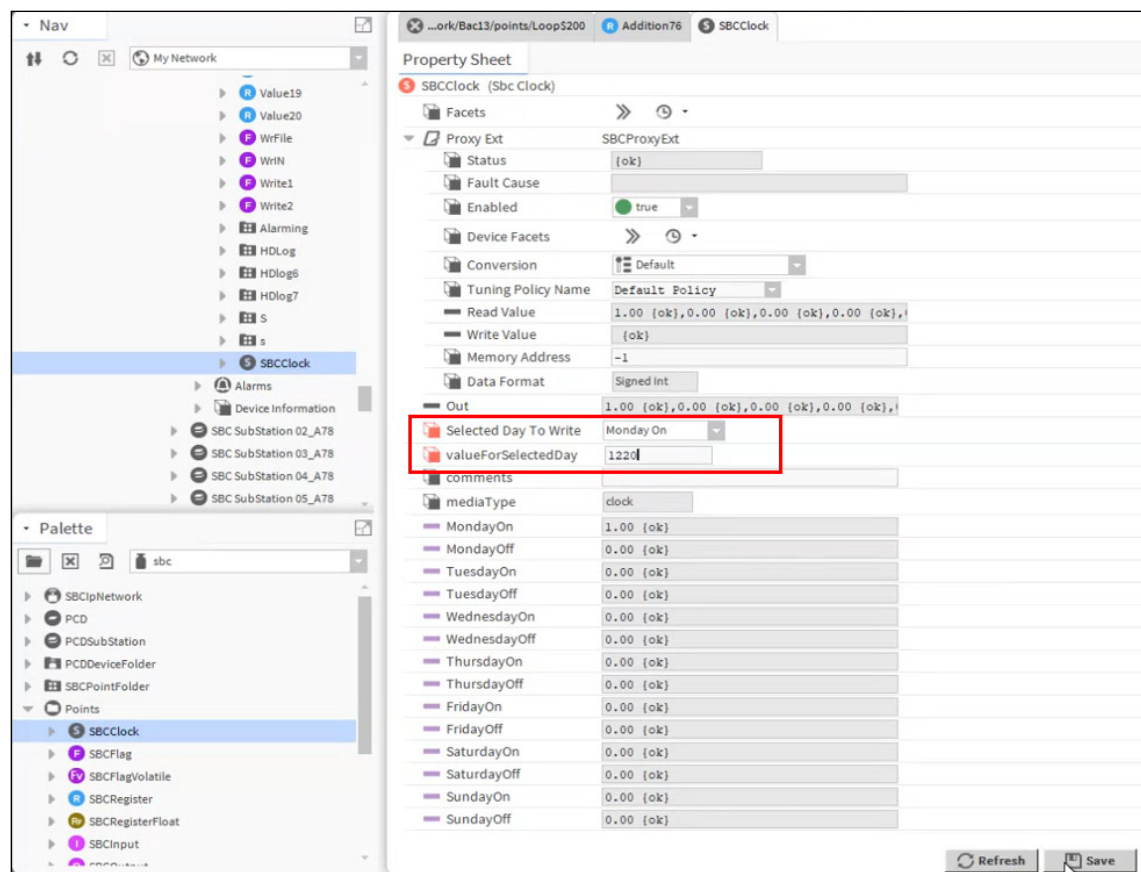 Nav
My Network
Value19
Value20
WrFile
WrIN
Write1
Write2
Alarming
HDLog
HDlog6
HDlog7
S
s
SBCClock
Alarms
Device Information
SBC SubStation 02_A78
SBC SubStation 03_A78
SBC SubStation 04_A78
SBC SubStation 05_A78
Palette
sbc
SBCIpNetwork
PCD
PCDSubStation
PCDDeviceFolder
SBCPointFolder
Points
SBCClock
SBCFlag
SBCFlagVolatile
SBCRegister
SBCRegisterFloat
SBCInput
...ork/Bac13/points/Loop$200 Addition76 SBCClock
Property Sheet
SBCClock (Sbc Clock)
Facets
Proxy Ext SBCProxyExt
Status {ok}
Fault Cause
Enabled true
Device Facets
Conversion Default
Tuning Policy Name Default Policy
Read Value 1.00 {ok},0.00 {ok},0.00 {ok},0.00 {ok},
Write Value {ok}
Memory Address -1
Data Format Signed Int
Out 1.00 {ok},0.00 {ok},0.00 {ok},0.00 {ok},
Selected Day To Write Monday On
valueForSelectedDay 1220
comments
mediaType clock
MondayOn 1.00 {ok}
MondayOff 0.00 {ok}
TuesdayOn 0.00 {ok}
TuesdayOff 0.00 {ok}
WednesdayOn 0.00 {ok}
WednesdayOff 0.00 {ok}
ThursdayOn 0.00 {ok}
ThursdayOff 0.00 {ok}
FridayOn 0.00 {ok}
FridayOff 0.00 {ok}
SaturdayOn 0.00 {ok}
SaturdayOff 0.00 {ok}
SundayOn 0.00 {ok}
SundayOff 0.00 {ok}
Refresh Save